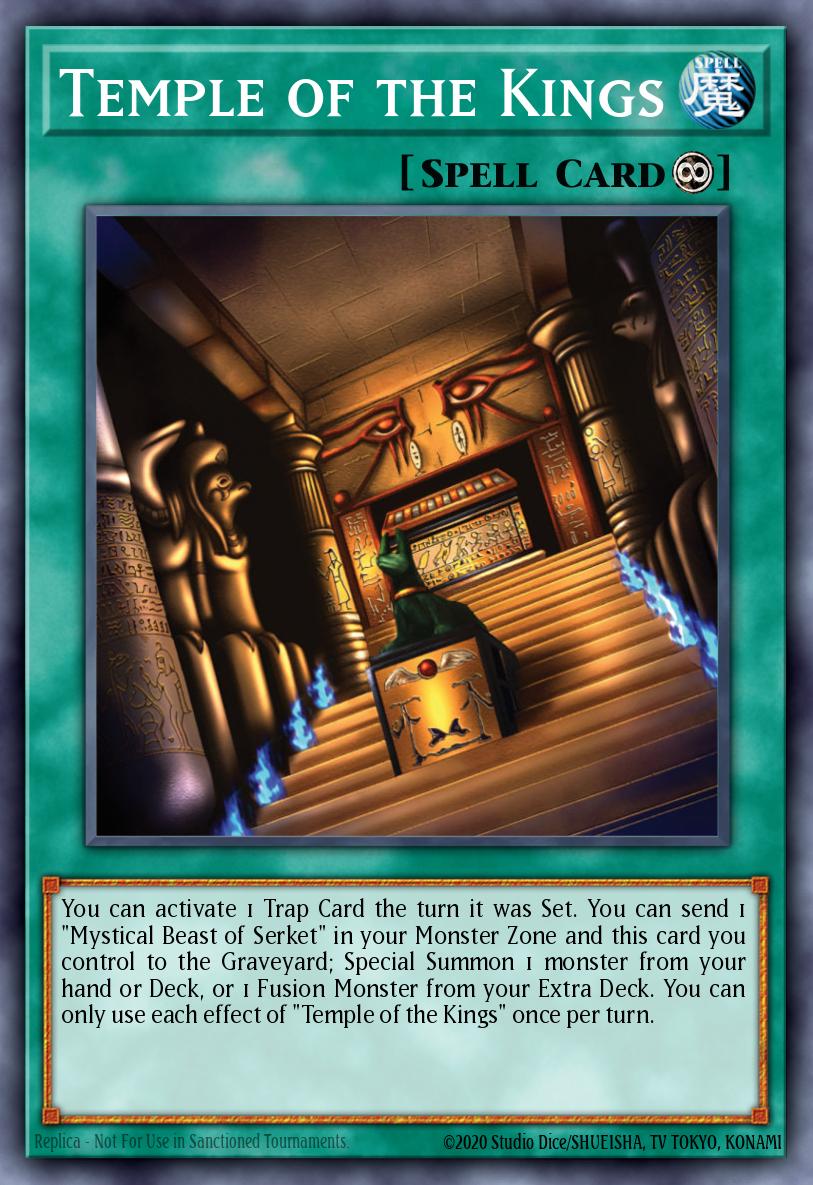 Temple of the Kings
SPELL
魔
[Spell Card]
You can activate 1 Trap Card the turn it was Set. You can send 1
"Mystical Beast of Serket" in your Monster Zone and this card you
control to the Graveyard; Special Summon 1 monster from your
hand or Deck, or 1 Fusion Monster from your Extra Deck. You can
only use each effect of "Temple of the Kings" once per turn.
Replica - Not For Use in Sanctioned Tournaments.
©2020 Studio Dice/SHUEISHA, TV TOKYO, KONAMI